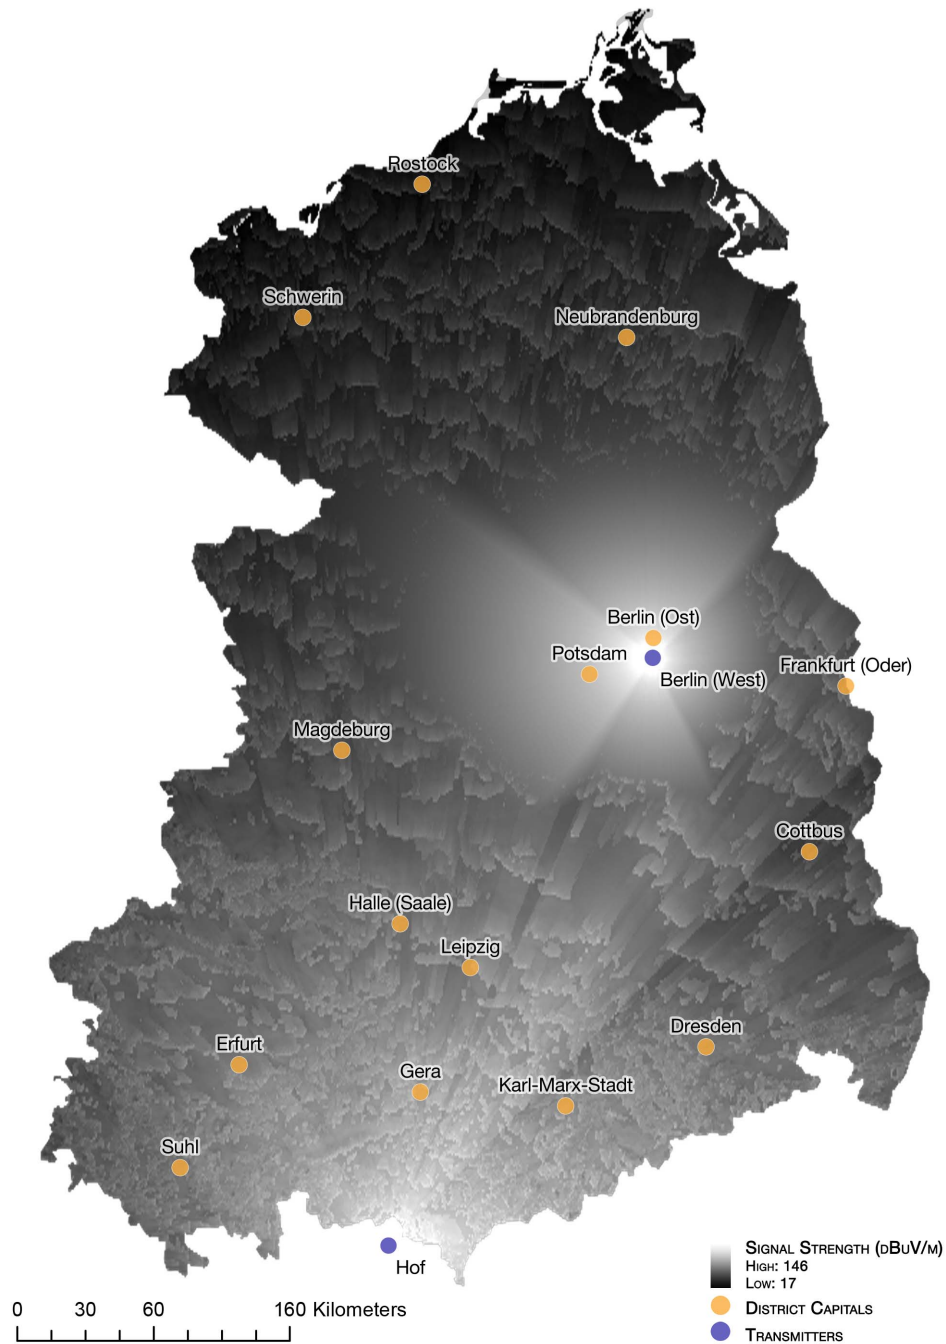 Rostock
Schwerin
Neubrandenburg
Berlin (Ost)
Potsdam
Frankfurt (Oder)
Berlin (West)
Magdeburg
Cottbus
Halle (Saale)
Leipzig
Dresden
Erfurt
Gera
Karl-Marx-Stadt
Suhl
Hof
SIGNAL STRENGTH (DBUV/M)
HIGH: 146
LOW: 17
DISTRICT CAPITALS
TRANSMITTERS
0 30 60 160 Kilometers